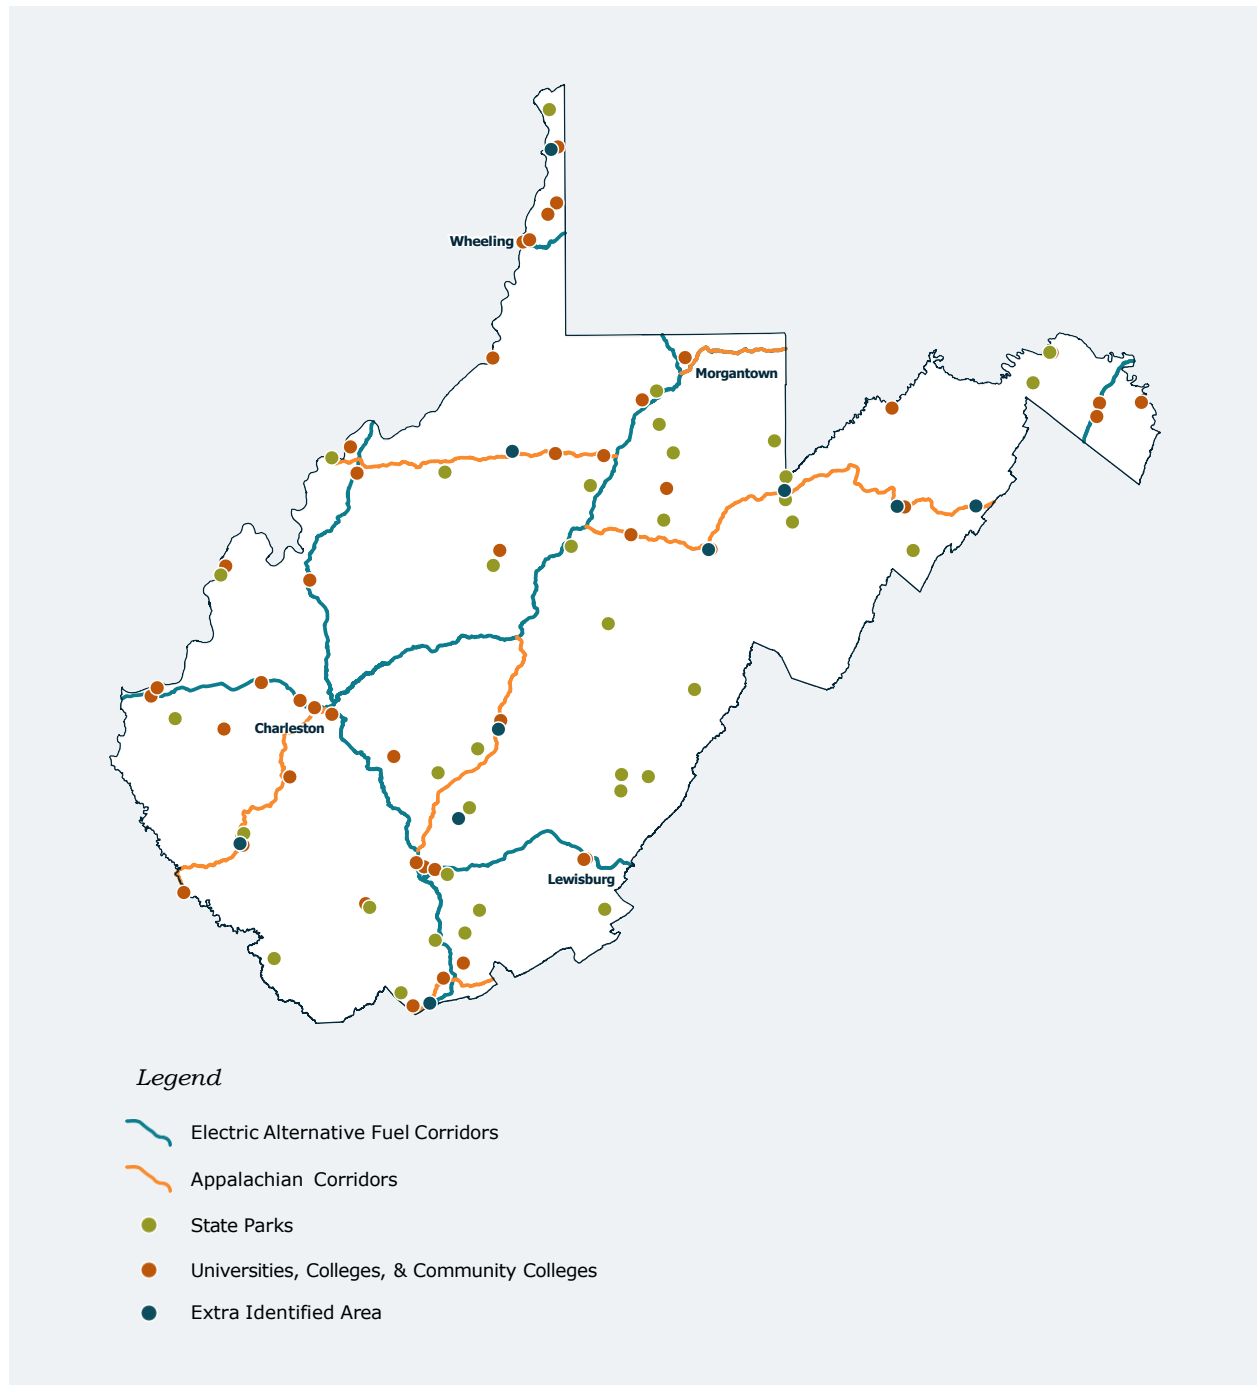 Wheeling
Morgantown
Charleston
Lewisburg
Legend
Electric Alternative Fuel Corridors
Appalachian Corridors
State Parks
Universities, Colleges, & Community Colleges
Extra Identified Area